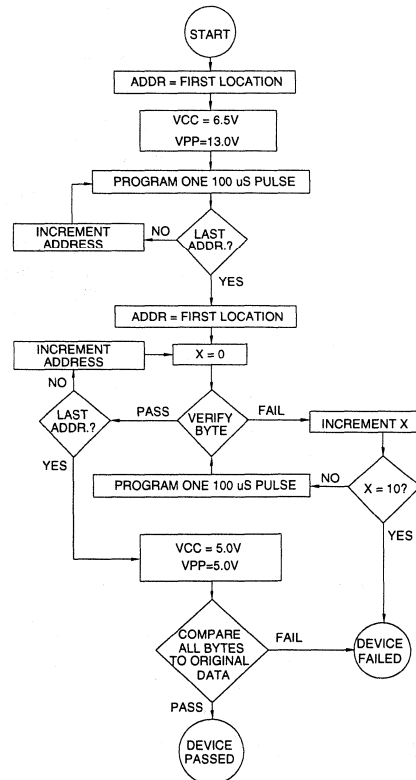 START
ADDR = FIRST LOCATION
VCC = 6.5V
VPP=13.0V
PROGRAM ONE 100 uS PULSE
INCREMENT
ADDRESS
NO
LAST
ADDR.?
YES
ADDR = FIRST LOCATION
INCREMENT
ADDRESS
X = 0
NO
LAST
ADDR.?
PASS
VERIFY
BYTE
FAIL
INCREMENT X
YES
PROGRAM ONE 100 uS PULSE
NO
X = 10?
YES
VCC = 5.0V
VPP=5.0V
COMPARE
ALL BYTES
TO ORIGINAL
DATA
FAIL
DEVICE
FAILED
PASS
DEVICE
PASSED